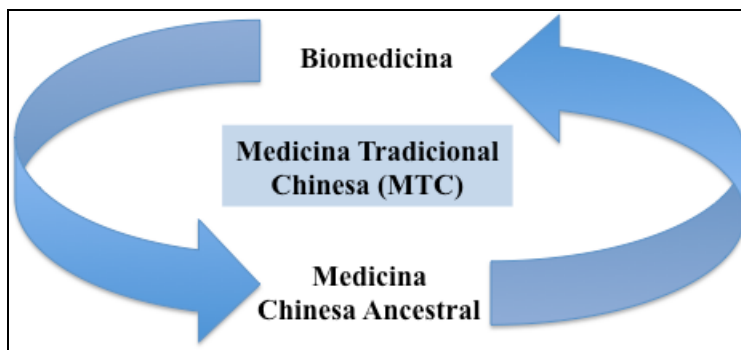 Biomedicina
Medicina Tradicional
Chinesa (MTC)
Medicina
Chinesa Ancestral